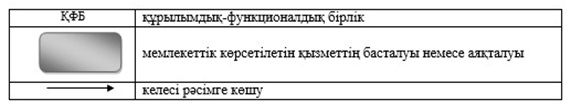 ҚФБ құрылымдық-функционалдық бірлік
мемлекеттік көрсетілетін қызметтің басталуы немесе аяқталуы
келесі рәсімге көшу